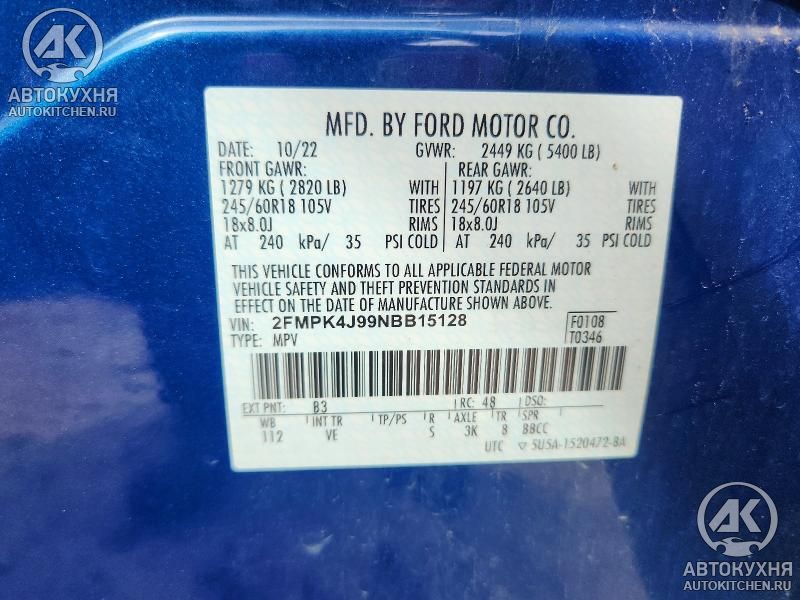 AK
АВТОКУХНЯ
AUTOKITCHEN.RU
MFD. BY FORD MOTOR CO.
DATE: 10/22 GVWR: 2449 KG ( 5400 LB)
FRONT GAWR: REAR GAWR:
1279 KG ( 2820 LB) WITH 1197 KG ( 2640 LB) WITH
245/60R18 105V TIRES 245/60R18 105V TIRES
18x8.0J RIMS 18x8.0J RIMS
AT 240 kPa/ 35 PSI COLD AT 240 kPa/ 35 PSI COLD
THIS VEHICLE CONFORMS TO ALL APPLICABLE FEDERAL MOTOR
VEHICLE SAFETY AND THEFT PREVENTION STANDARDS IN
EFFECT ON THE DATE OF MANUFACTURE SHOWN ABOVE.
VIN: 2FMPK4J99NBB15128 F0108
TYPE: MPV T0346
EXT PNT: B3 RC: 48 DSO:
WB INT TR TP/PS R AXLE TR SPR
112 VE S 3K 8 BBCC
UTC ▽ 5U5A-1520472-BA
AK
АВТОКУХНЯ
AUTOKITCHEN.RU